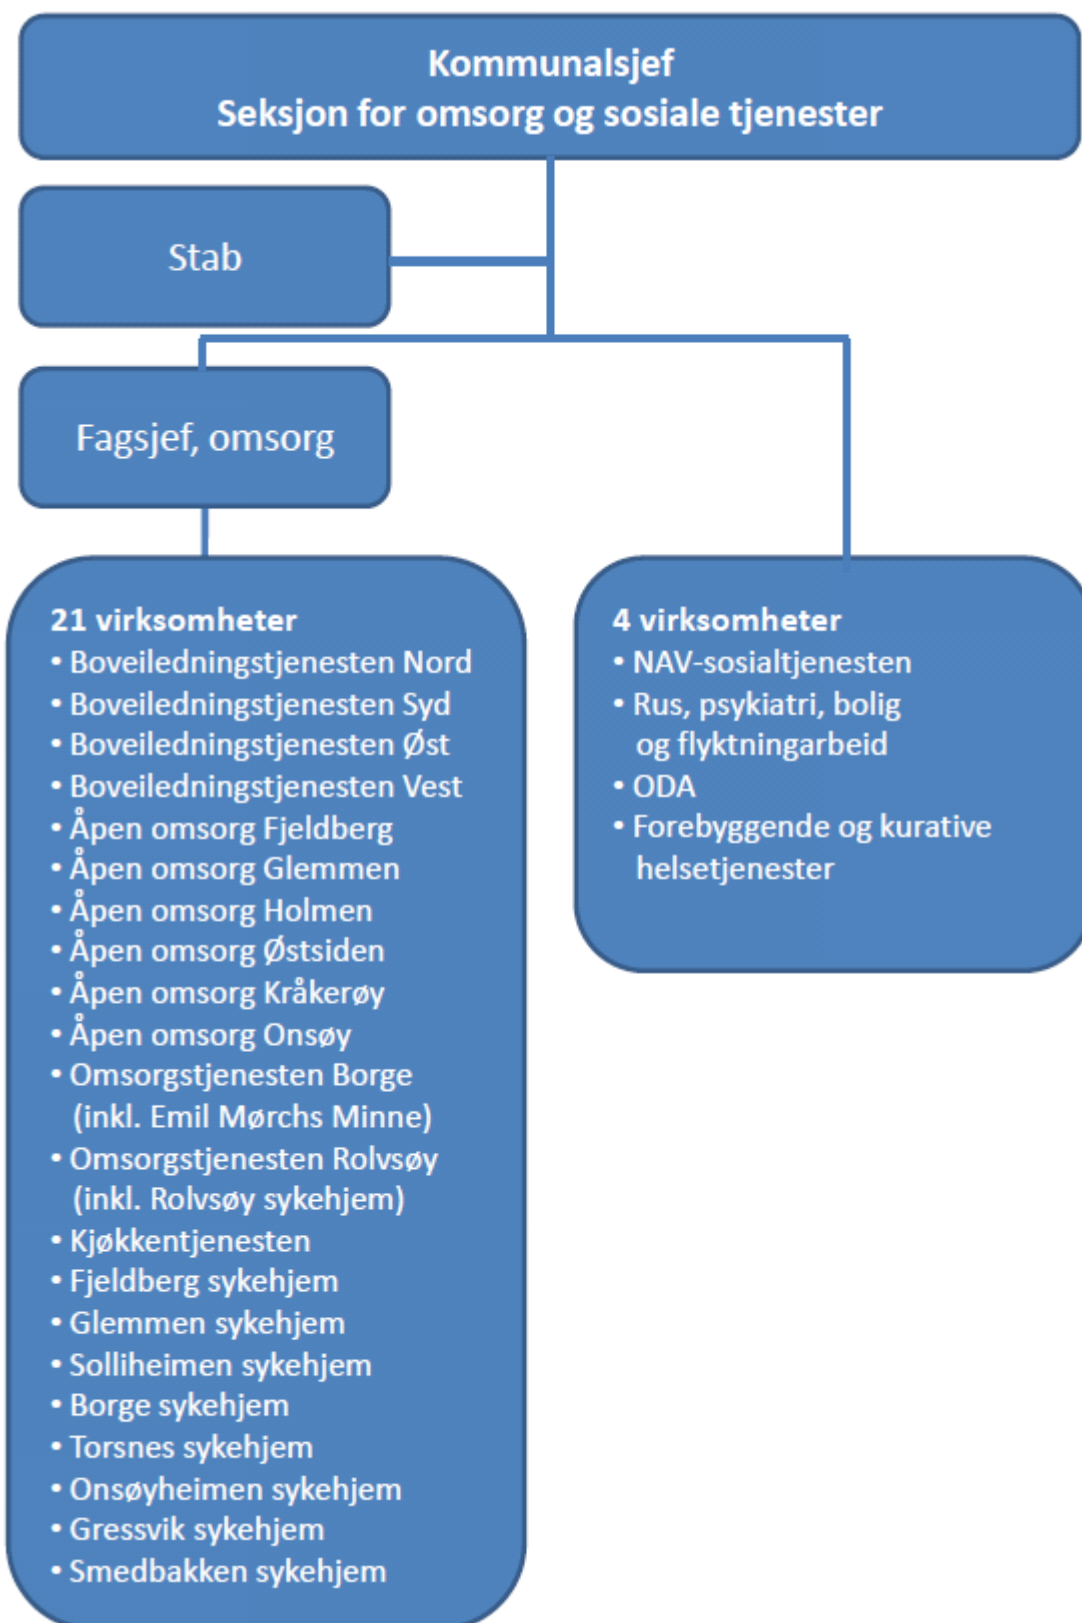 Kommunalsjef
Seksjon for omsorg og sosiale tjenester
Stab
Fagsjef, omsorg
21 virksomheter
• Boveiledningstjenesten Nord
• Boveiledningstjenesten Syd
• Boveiledningstjenesten Øst
• Boveiledningstjenesten Vest
• Åpen omsorg Fjeldberg
• Åpen omsorg Glemmen
• Åpen omsorg Holmen
• Åpen omsorg Østsiden
• Åpen omsorg Kråkerøy
• Åpen omsorg Onsøy
• Omsorgstjenesten Borge
(inkl. Emil Mørchs Minne)
• Omsorgstjenesten Rolvsøy
(inkl. Rolvsøy sykehjem)
• Kjøkkentjenesten
• Fjeldberg sykehjem
• Glemmen sykehjem
• Solliheimen sykehjem
• Borge sykehjem
• Torsnes sykehjem
• Onsøyheimen sykehjem
• Gressvik sykehjem
• Smedbakken sykehjem
4 virksomheter
• NAV-sosialtjenesten
• Rus, psykiatri, bolig
og flyktningarbeid
• ODA
• Forebyggende og kurative
helsetjenester